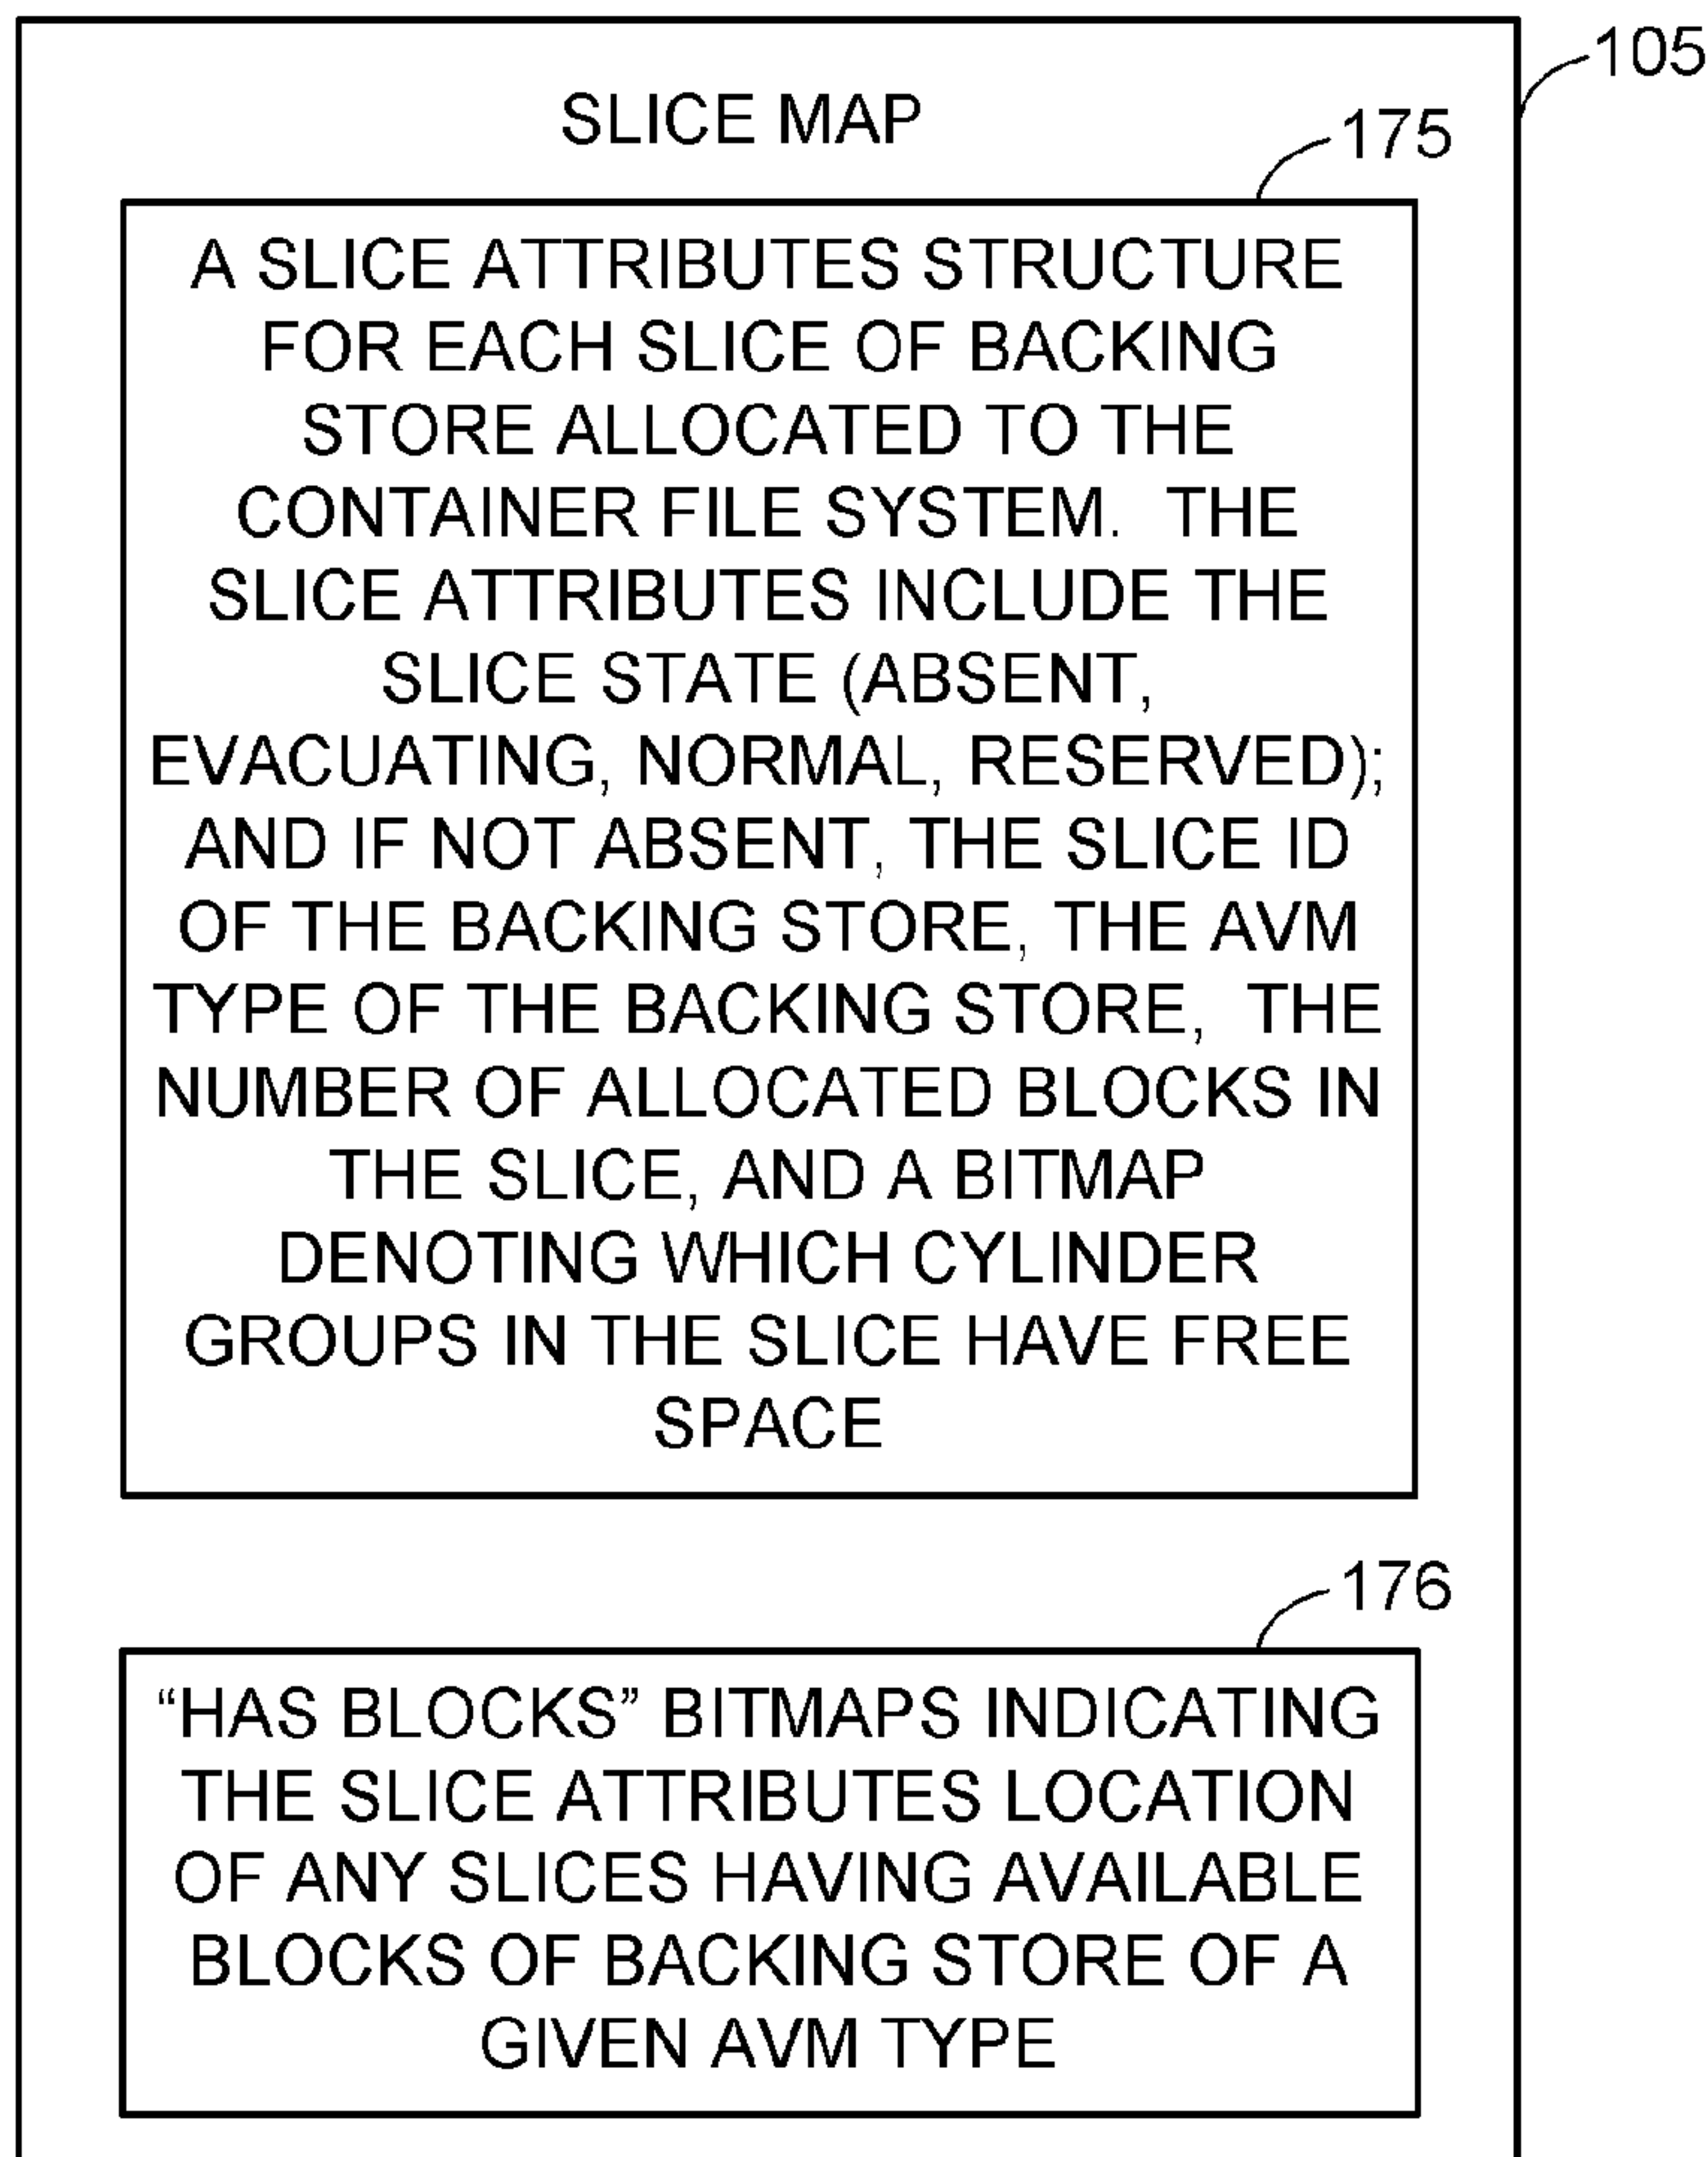 105
SLICE MAP
175
A SLICE ATTRIBUTES STRUCTURE
FOR EACH SLICE OF BACKING
STORE ALLOCATED TO THE
CONTAINER FILE SYSTEM. THE
SLICE ATTRIBUTES INCLUDE THE
SLICE STATE (ABSENT,
EVACUATING, NORMAL, RESERVED);
AND IF NOT ABSENT, THE SLICE ID
OF THE BACKING STORE, THE AVM
TYPE OF THE BACKING STORE, THE
NUMBER OF ALLOCATED BLOCKS IN
THE SLICE, AND A BITMAP
DENOTING WHICH CYLINDER
GROUPS IN THE SLICE HAVE FREE
SPACE
176
“HAS BLOCKS” BITMAPS INDICATING
THE SLICE ATTRIBUTES LOCATION
OF ANY SLICES HAVING AVAILABLE
BLOCKS OF BACKING STORE OF A
GIVEN AVM TYPE